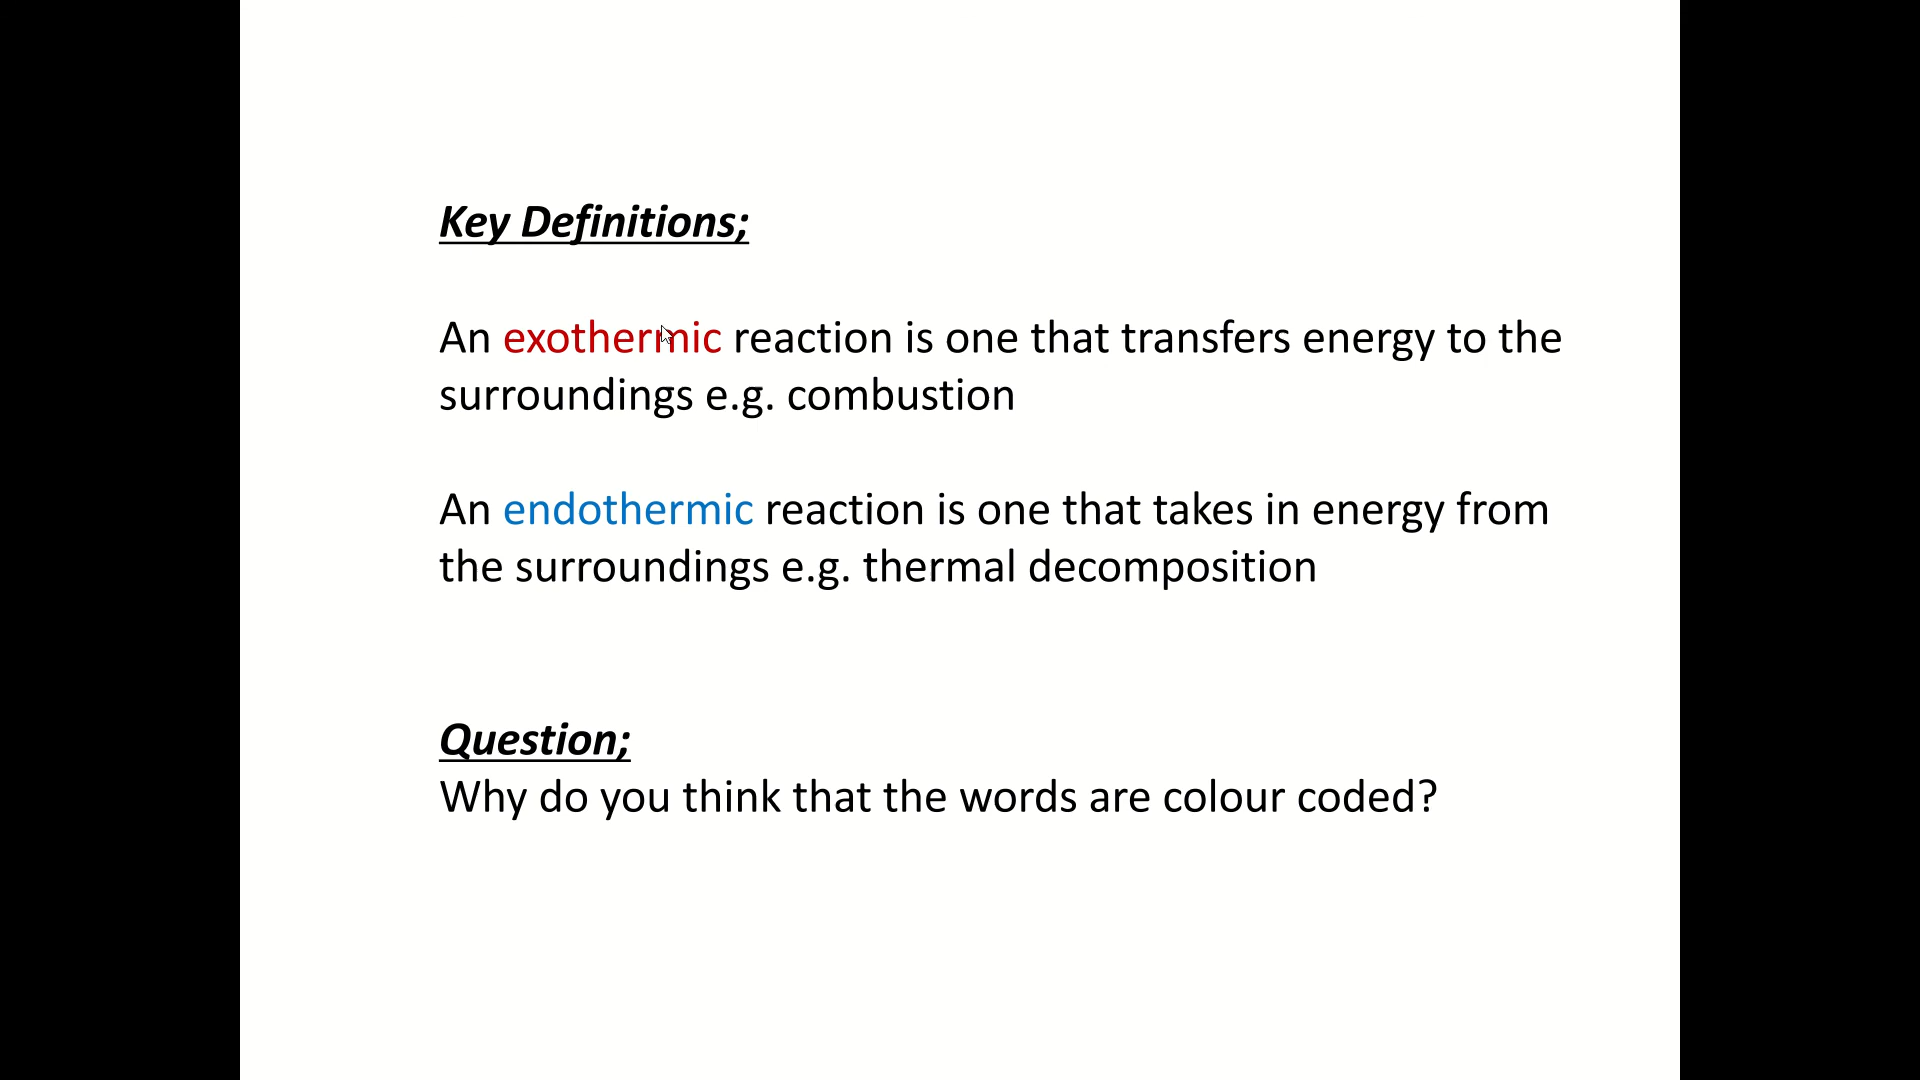 Key Definitions;
An exothermic reaction is one that transfers energy to the
surroundings e.g. combustion
An endothermic reaction is one that takes in energy from
the surroundings e.g. thermal decomposition
Question;
Why do you think that the words are colour coded?